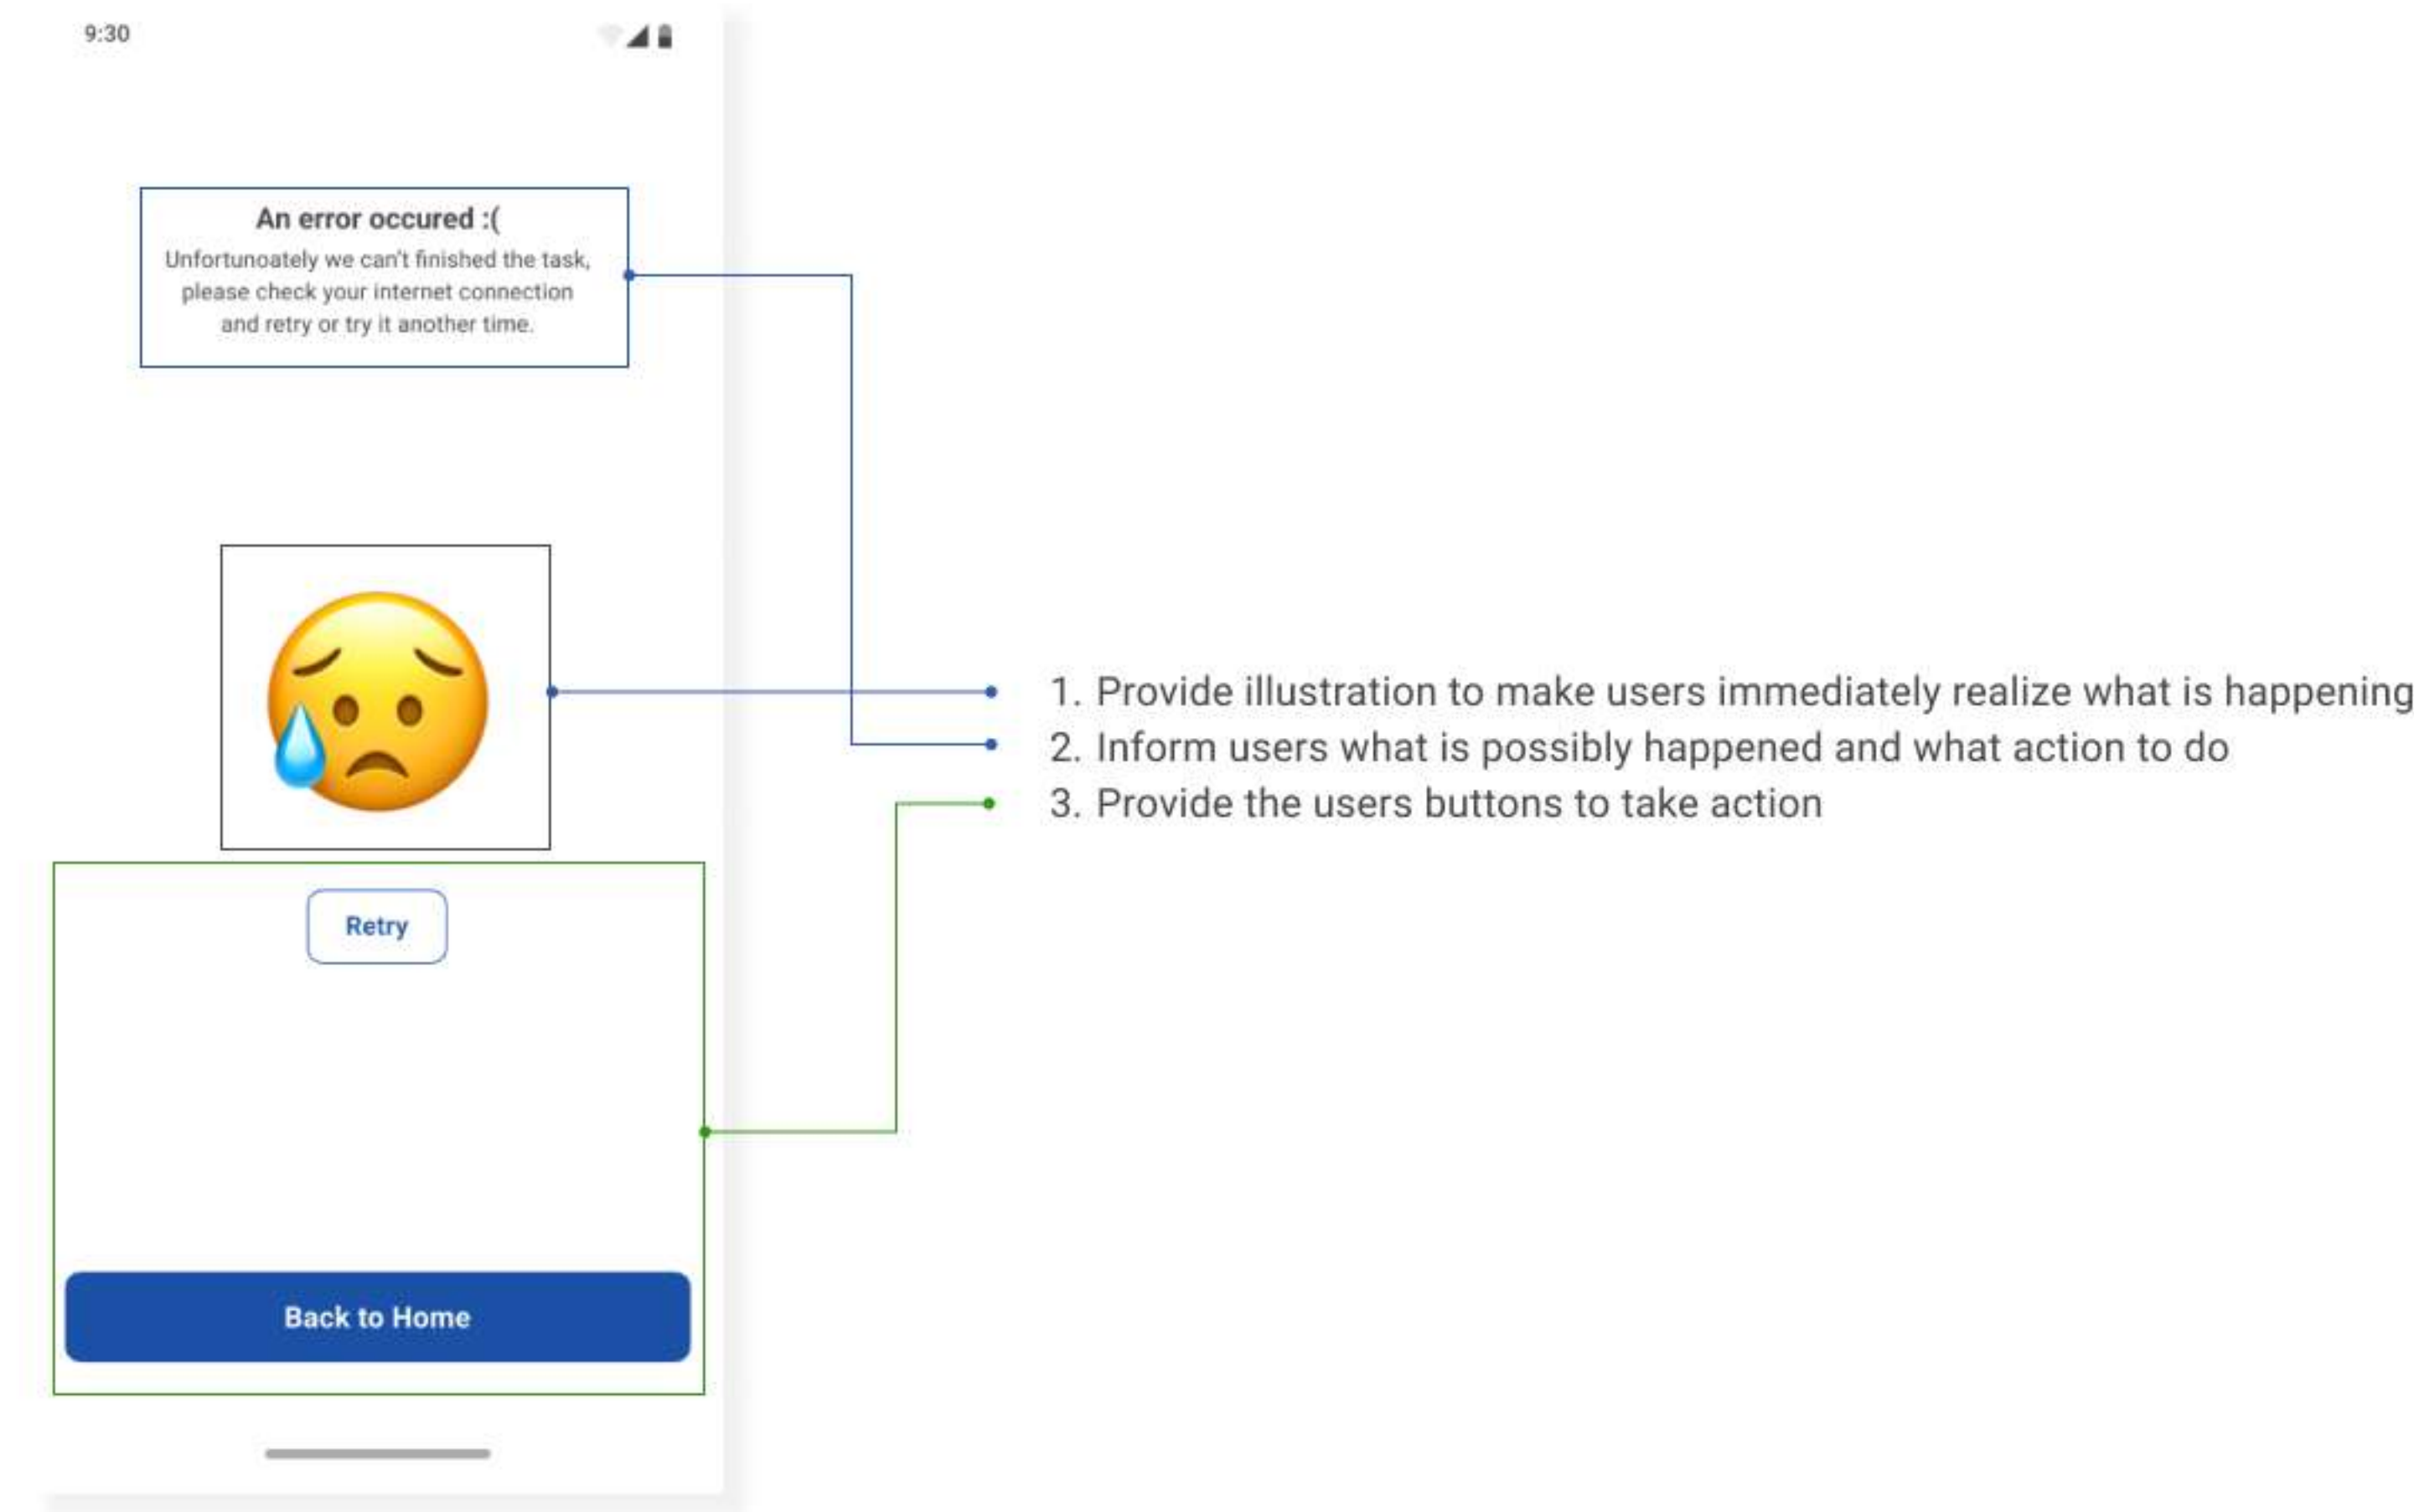 9:30
An error occured :(
Unfortunoately we can't finished the task,
please check your internet connection
and retry or try it another time.
1. Provide illustration to make users immediately realize what is happening
2. Inform users what is possibly happened and what action to do
3. Provide the users buttons to take action
Retry
Back to Home